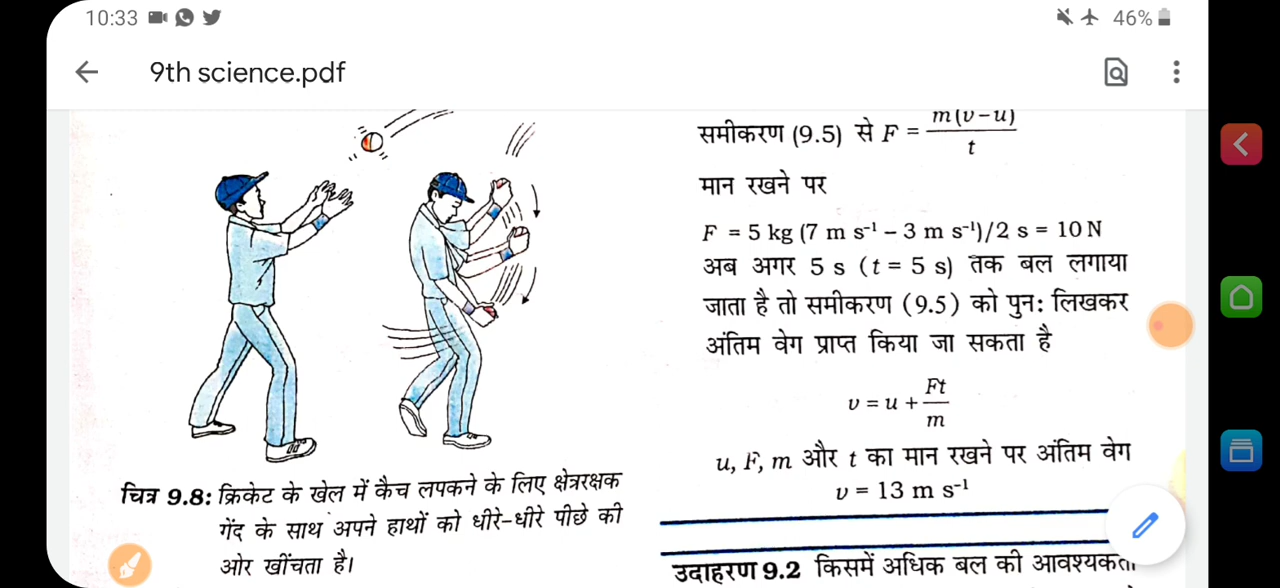 10:33
46%
9th science.pdf
समीकरण (9.5) से F = m(v-u)/t
मान रखने पर
F = 5 kg (7 m s⁻¹ – 3 m s⁻¹)/2 s = 10 N
अब अगर 5 s (t = 5 s) तक बल लगाया
जाता है तो समीकरण (9.5) को पुन: लिखकर
अंतिम वेग प्राप्त किया जा सकता है
v = u + Ft/m
u, F, m और t का मान रखने पर अंतिम वेग
v = 13 m s⁻¹
चित्र 9.8: क्रिकेट के खेल में कैच लपकने के लिए क्षेत्ररक्षक
गेंद के साथ अपने हाथों को धीरे-धीरे पीछे की
ओर खींचता है।
उदाहरण 9.2 किसमें अधिक बल की आवश्यकता